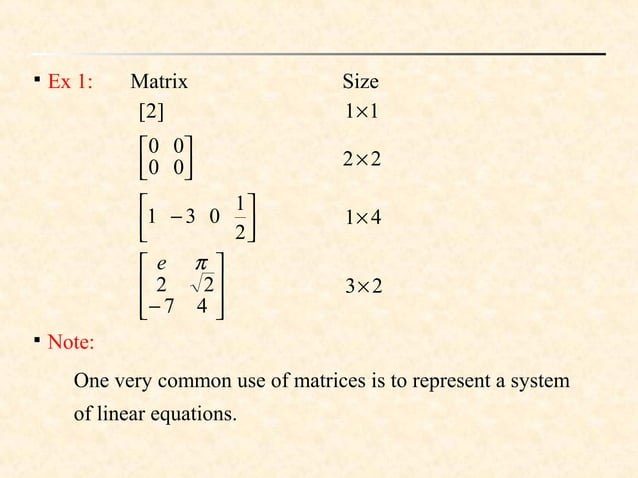 ▪ Ex 1: Matrix Size
[2] 1×1
[0 0
0 0] 2×2
[1 −3 0 1/2] 1×4
[e π
2 √2
−7 4] 3×2
▪ Note:
One very common use of matrices is to represent a system
of linear equations.